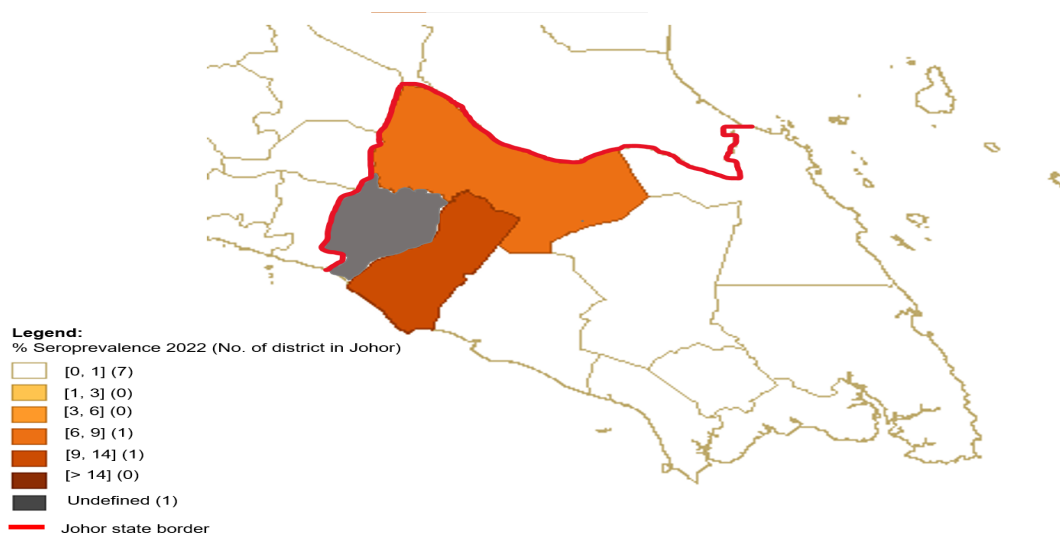 Legend:
% Seroprevalence 2022 (No. of district in Johor)
[0, 1] (7)
[1, 3] (0)
[3, 6] (0)
[6, 9] (1)
[9, 14] (1)
[> 14] (0)
Undefined (1)
Johor state border